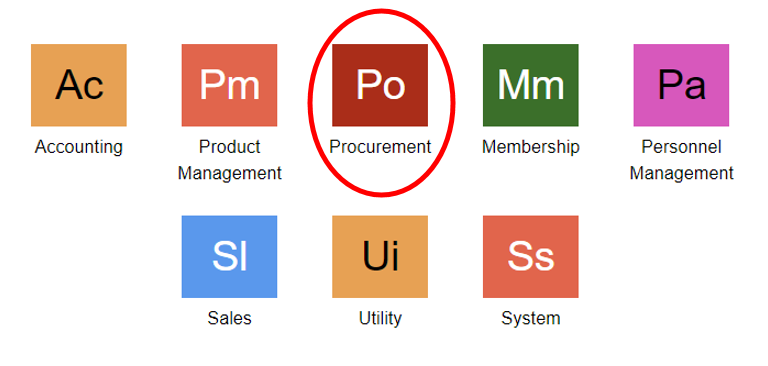 Ac Pm Po Mm Pa
Accounting Product Procurement Membership Personnel
Management Management
Sl Ui Ss
Sales Utility System